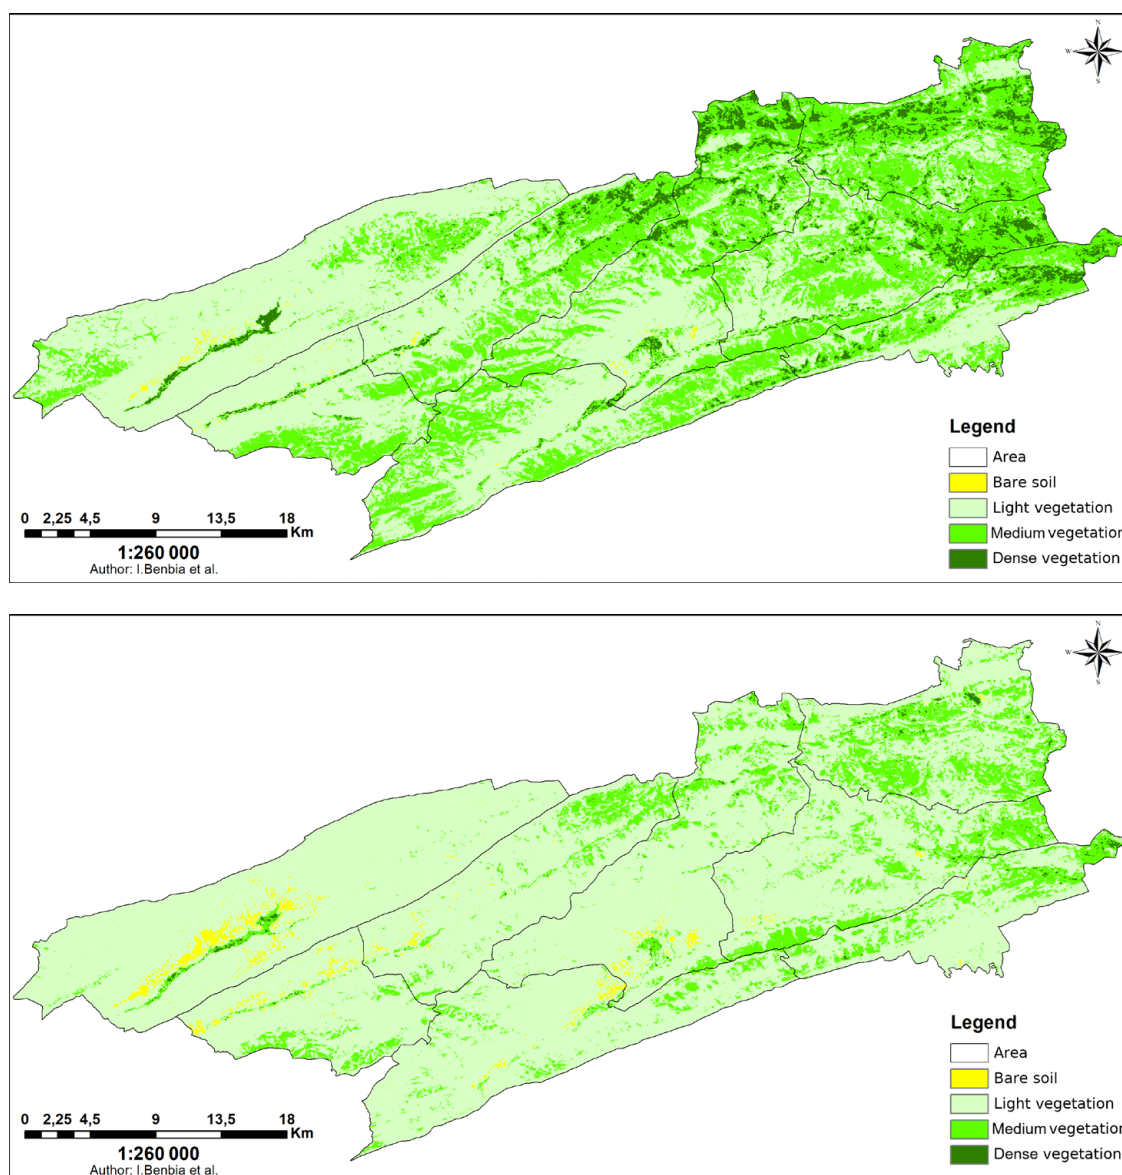 N
W
S
Legend
Area
Bare soil
Light vegetation
Medium vegetation
Dense vegetation
0 2,25 4,5 9 13,5 18
Km
1:260 000
Author: I.Benbia et al.
N
W
S
Legend
Area
Bare soil
Light vegetation
Medium vegetation
Dense vegetation
0 2,25 4,5 9 13,5 18
Km
1:260 000
Author: I.Benbia et al.